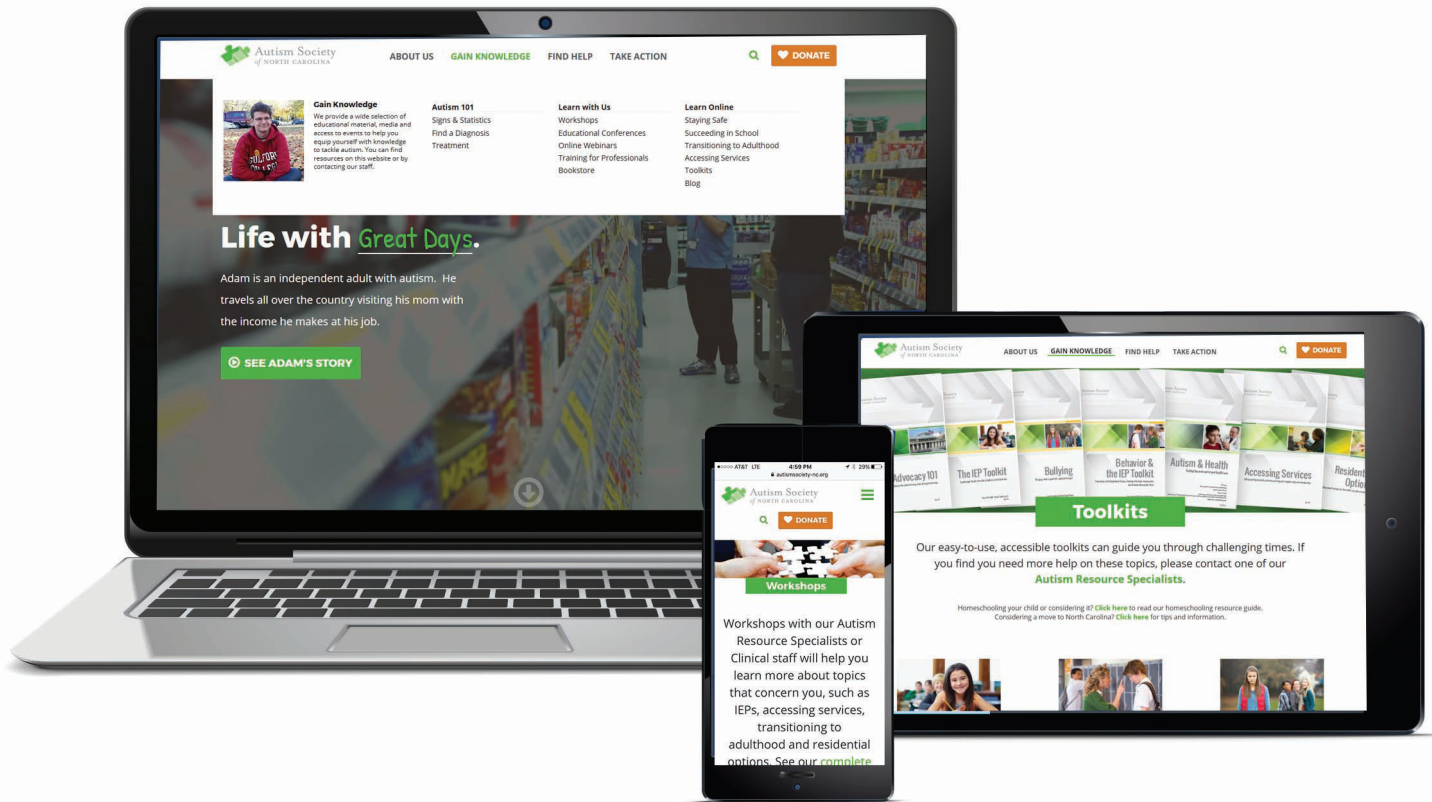 Autism Society
of NORTH CAROLINA
ABOUT US GAIN KNOWLEDGE FIND HELP TAKE ACTION
DONATE
Gain Knowledge
We provide a wide selection of
educational material, media and
access to events to help you
equip yourself with knowledge
to tackle autism. You can find
resources on this website or by
contacting our staff.
Autism 101
Signs & Statistics
Find a Diagnosis
Treatment
Learn with Us
Workshops
Educational Conferences
Online Webinars
Training for Professionals
Bookstore
Learn Online
Staying Safe
Succeeding in School
Transitioning to Adulthood
Accessing Services
Toolkits
Blog
GUILFORD
COLLEGE
Life with Great Days.
Adam is an independent adult with autism. He
travels all over the country visiting his mom with
the income he makes at his job.
SEE ADAM'S STORY
AT&T LTE 4:59 PM 29%
autismsociety-nc.org
Autism Society
of NORTH CAROLINA
DONATE
Workshops
Workshops with our Autism
Resource Specialists or
Clinical staff will help you
learn more about topics
that concern you, such as
IEPs, accessing services,
transitioning to
adulthood and residential
options. See our complete
Autism Society
of NORTH CAROLINA
ABOUT US GAIN KNOWLEDGE FIND HELP TAKE ACTION
DONATE
Advocacy 101
The IEP Toolkit
Bullying
Behavior &
the IEP Toolkit
Autism & Health
Accessing Services
Resident
Optio
Toolkits
Our easy-to-use, accessible toolkits can guide you through challenging times. If
you find you need more help on these topics, please contact one of our
Autism Resource Specialists.
Homeschooling your child or considering it? Click here to read our homeschooling resource guide.
Considering a move to North Carolina? Click here for tips and information.